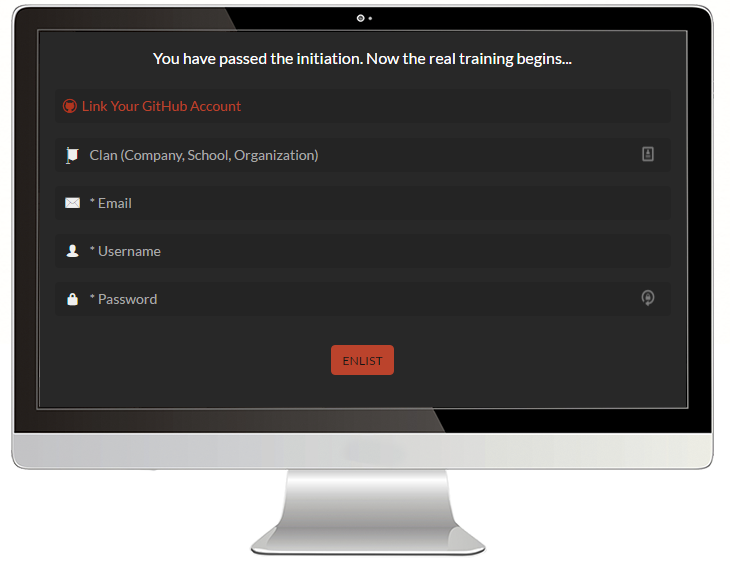 You have passed the initiation. Now the real training begins...
Link Your GitHub Account
Clan (Company, School, Organization)
* Email
* Username
* Password
ENLIST